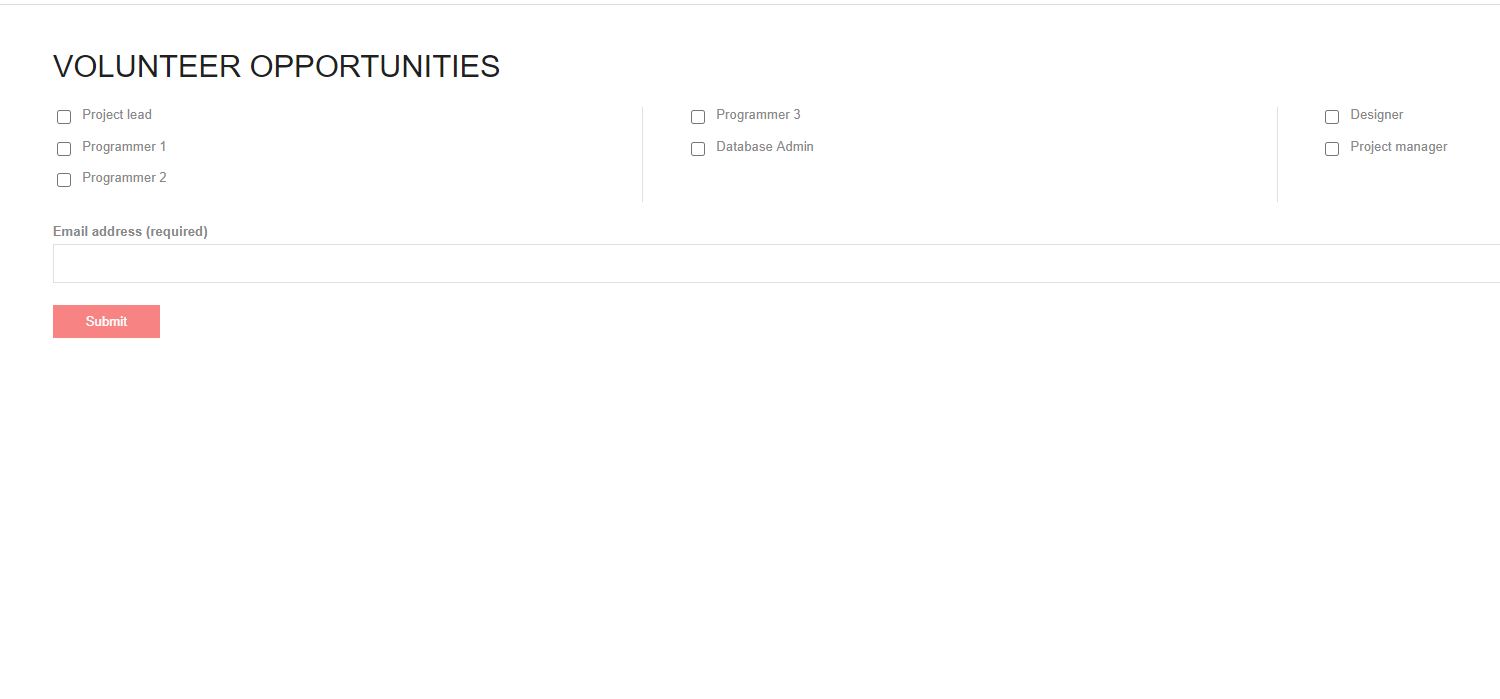 VOLUNTEER OPPORTUNITIES
Project lead
Programmer 1
Programmer 2
Programmer 3
Database Admin
Designer
Project manager
Email address (required)
Submit